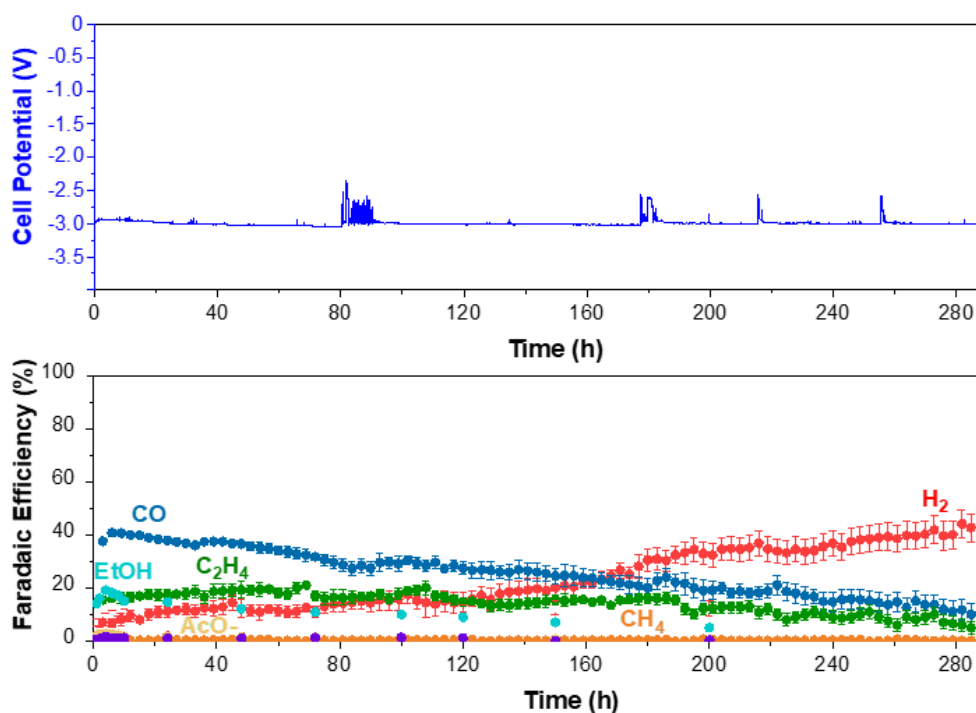 Cell Potential (V)
0
-0.5
-1.0
-1.5
-2.0
-2.5
-3.0
-3.5
0 40 80 120 160 200 240 280
Time (h)
Faradaic Efficiency (%)
100
80
60
40
20
0
CO
H₂
EtOH
C₂H₄
AcO-
CH₄
0 40 80 120 160 200 240 280
Time (h)